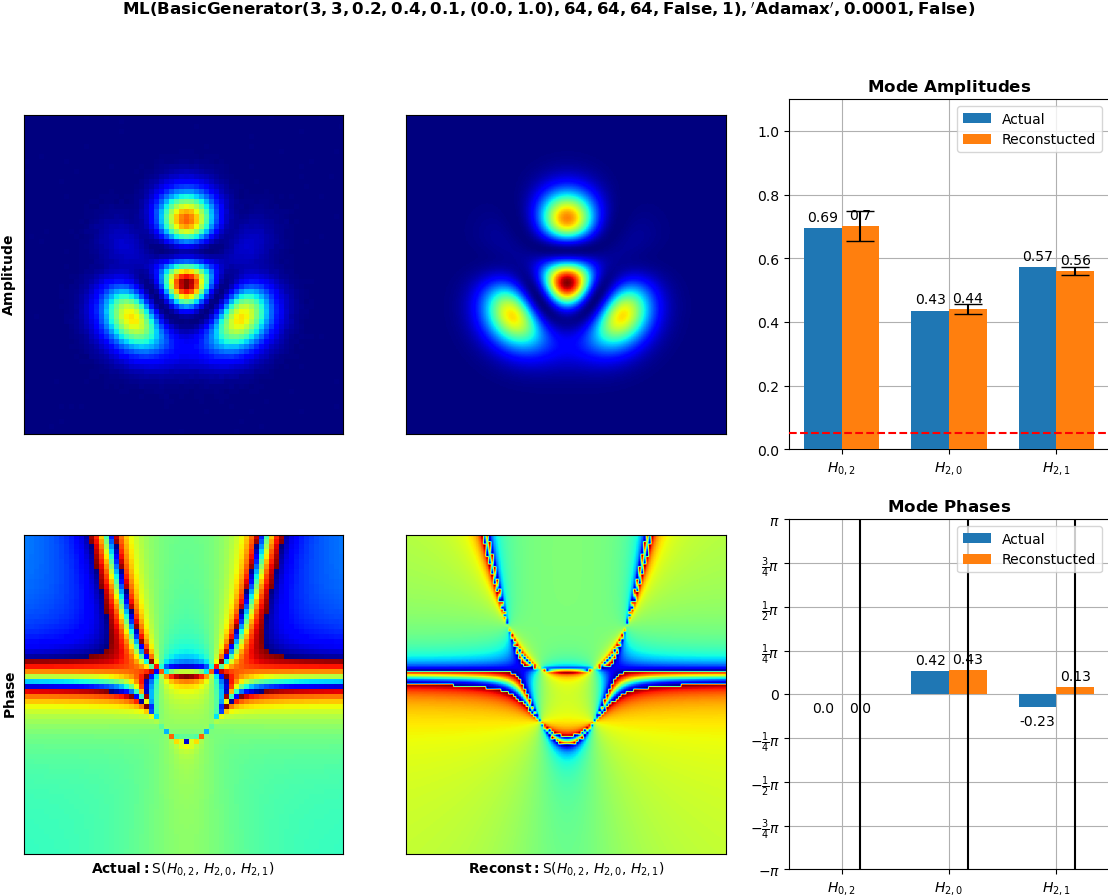 ML(BasicGenerator(3, 3, 0.2, 0.4, 0.1, (0.0, 1.0), 64, 64, 64, False, 1), ′Adamax′, 0.0001, False)
Amplitude
Mode Amplitudes
Actual
Reconstucted
1.0
0.8
0.6
0.4
0.2
0.0
0.69
0.7
0.43
0.44
0.57
0.56
H0,2
H2,0
H2,1
Phase
Actual: S(H0,2, H2,0, H2,1)
Reconst: S(H0,2, H2,0, H2,1)
Mode Phases
Actual
Reconstucted
π
3/4π
1/2π
1/4π
0
−1/4π
−1/2π
−3/4π
−π
0.0
0.0
0.42
0.43
-0.23
0.13
H0,2
H2,0
H2,1